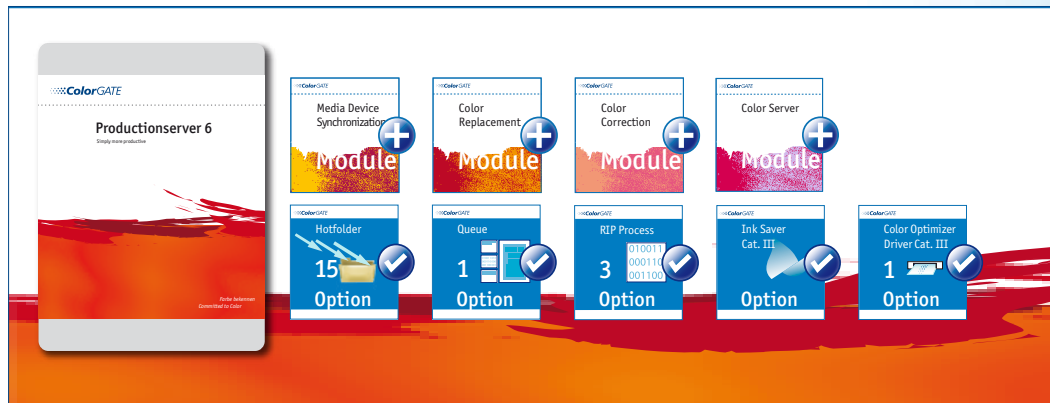 ColorGATE
Productionserver 6
Simply more productive
Farbe bekennen
Committed to Color
ColorGATE
Media Device
Synchronization
Module
ColorGATE
Color
Replacement
Module
ColorGATE
Color
Correction
Module
ColorGATE
Color Server
Module
ColorGATE
Hotfolder
15
Option
ColorGATE
Queue
1
Option
ColorGATE
RIP Process
3
010011
000110
001100
Option
ColorGATE
Ink Saver
Cat. III
Option
ColorGATE
Color Optimizer
Driver Cat. III
1
Option